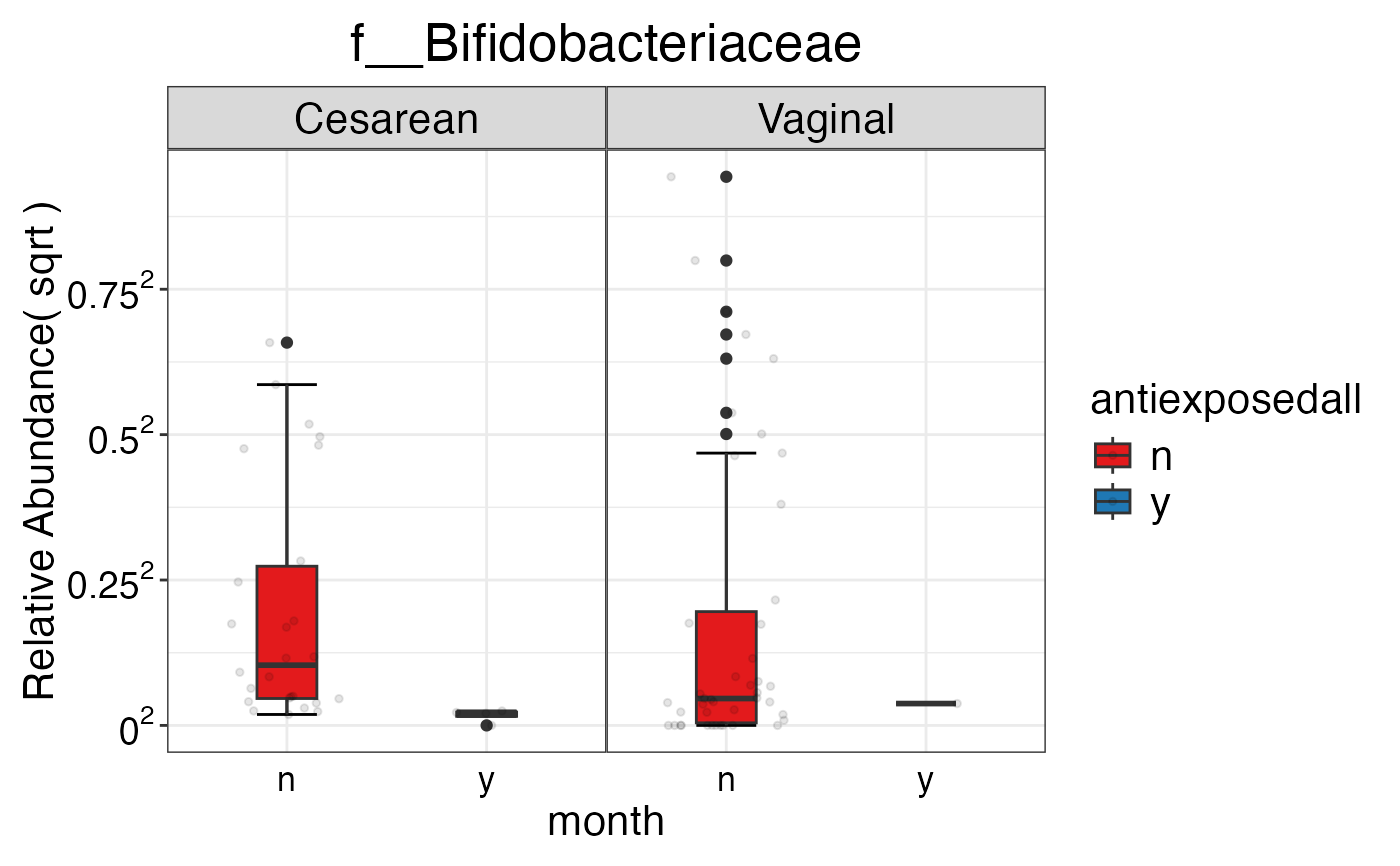 f__Bifidobacteriaceae
Cesarean
Vaginal
Relative Abundance( sqrt )
0.75²
0.5²
0.25²
0²
n
y
n
y
month
antiexposedall
n
y